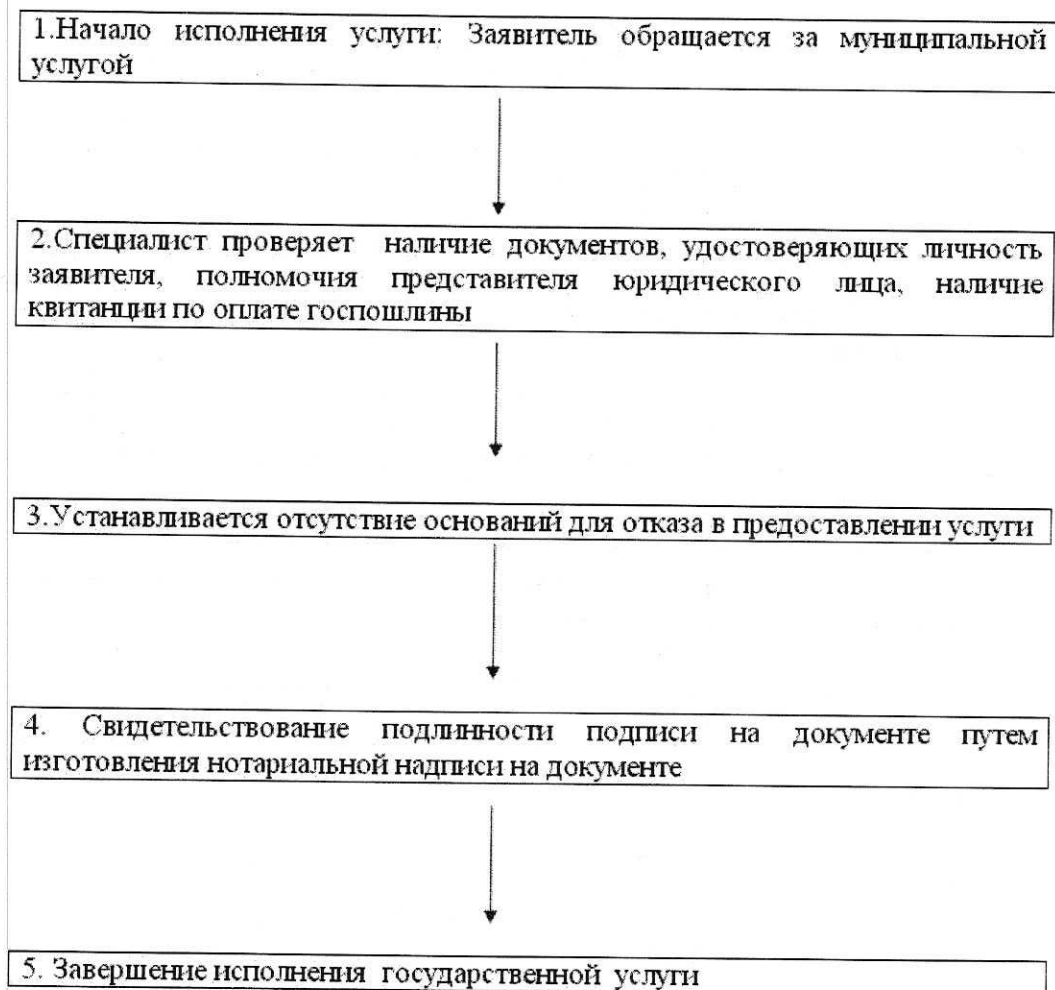 1.Начало исполнения услуги: Заявитель обращается за муниципальной
услугой
2.Специалист проверяет наличие документов, удостоверяющих личность
заявителя, полномочия представителя юридического лица, наличие
квитанции по оплате госпошлины
3.Устанавливается отсутствие оснований для отказа в предоставлении услуги
4. Свидетельствование подлинности подписи на документе путем
изготовления нотариальной надписи на документе
5. Завершение исполнения государственной услуги